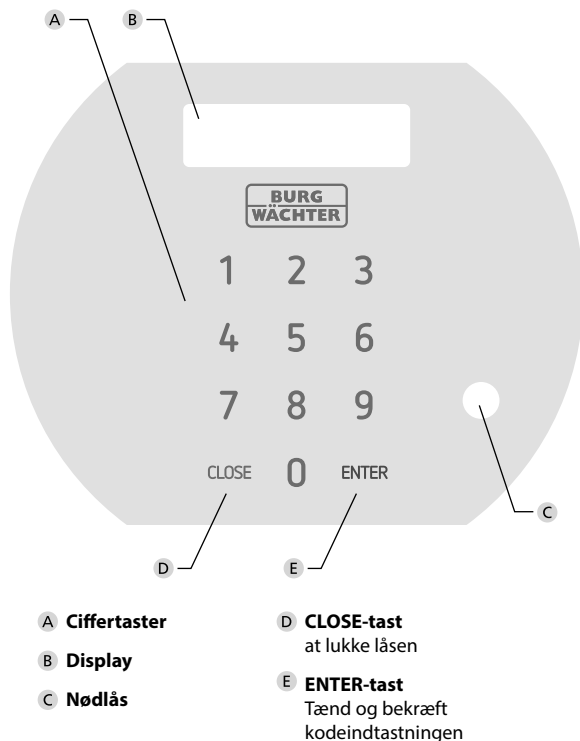 A
B
BURG
WÄCHTER
1 2 3
4 5 6
7 8 9
CLOSE 0 ENTER
C
D
E
A Ciffertaster
B Display
C Nødlås
D CLOSE-tast
at lukke låsen
E ENTER-tast
Tænd og bekræft
kodeindtastningen